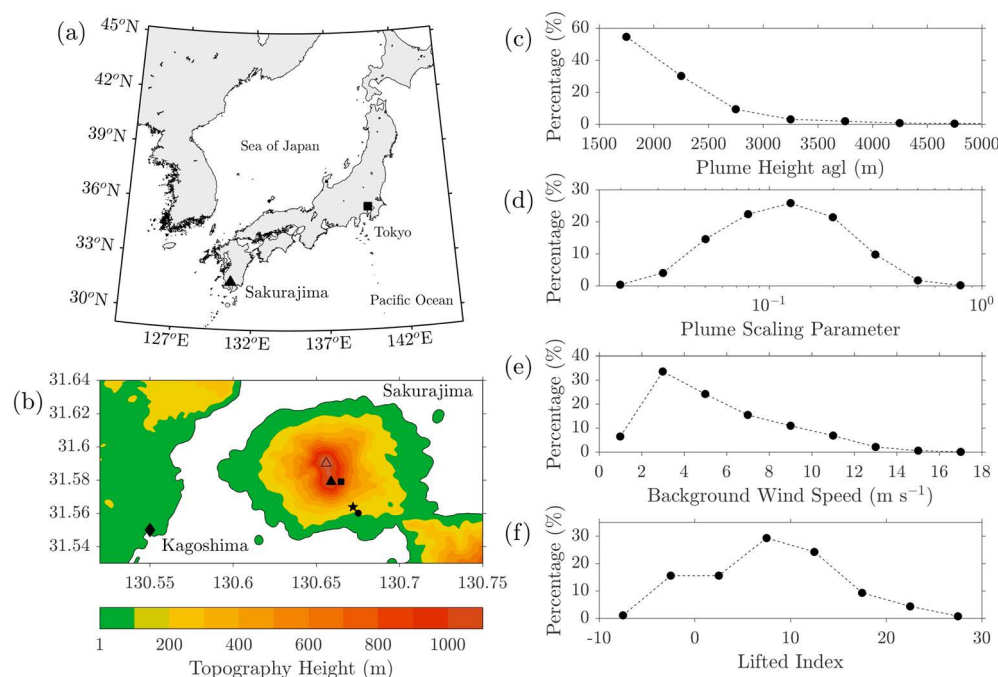 (a)
45°N
42°N
39°N
36°N
33°N
30°N
Sea of Japan
Tokyo
Sakurajima
Pacific Ocean
127°E 132°E 137°E 142°E
(b)
31.64
31.6
31.58
31.56
31.54
Sakurajima
Kagoshima
130.55 130.6 130.65 130.7 130.75
1 200 400 600 800 1000
Topography Height (m)
(c)
Percentage (%)
60
40
20
0
1500 2000 2500 3000 3500 4000 4500 5000
Plume Height agl (m)
(d)
Percentage (%)
30
20
10
0
10⁻¹ 10⁰
Plume Scaling Parameter
(e)
Percentage (%)
40
30
20
10
0
0 2 4 6 8 10 12 14 16 18
Background Wind Speed (m s⁻¹)
(f)
Percentage (%)
30
20
10
0
-10 0 10 20 30
Lifted Index